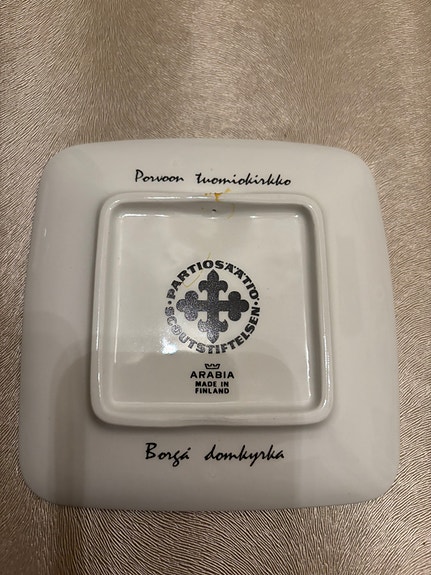 Porvoon tuomiokirkko
· PARTIOSÄÄTIÖ ·
SCOUTSTIFTELSEN
ARABIA
MADE IN
FINLAND
Borgå domkyrka